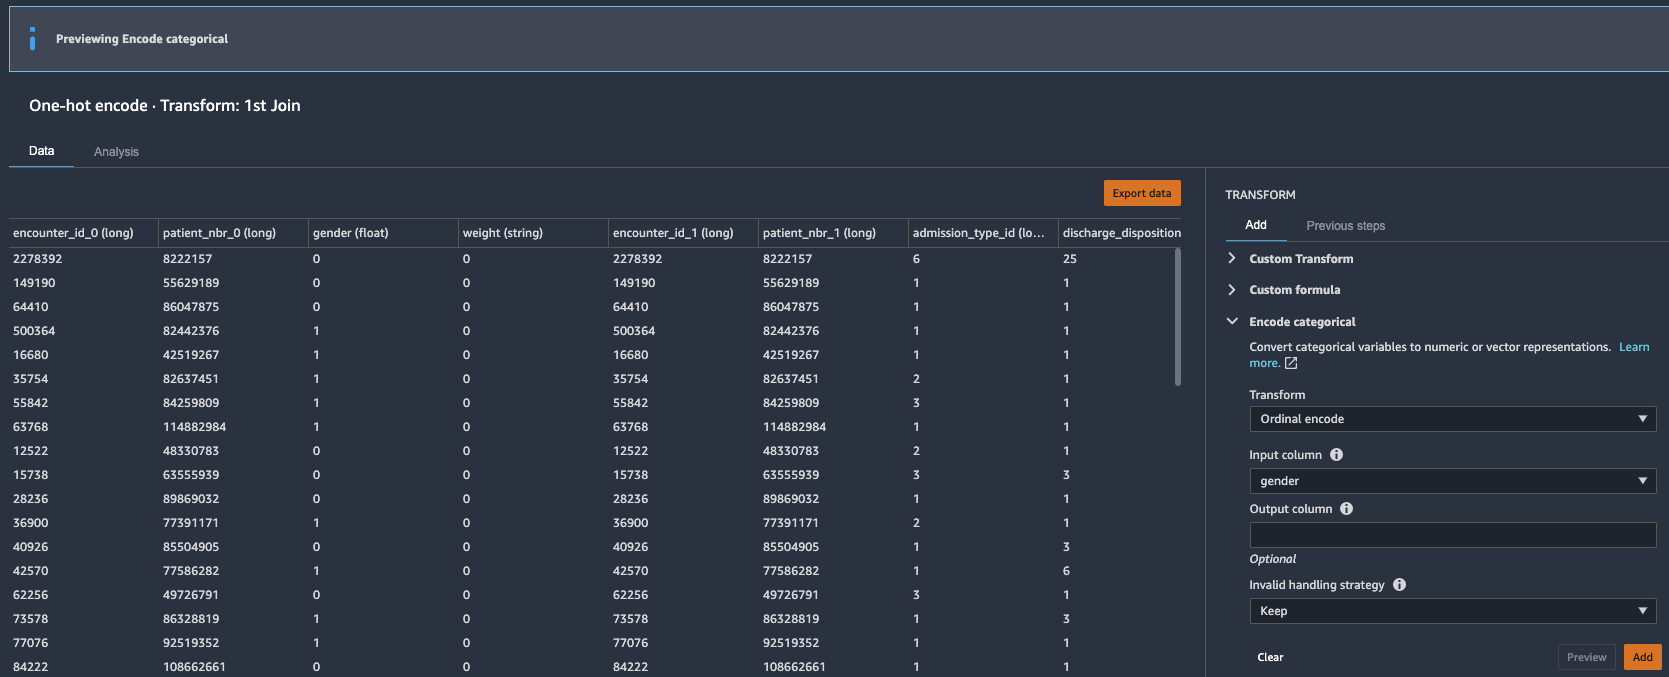 Previewing Encode categorical
One-hot encode · Transform: 1st Join
Data Analysis
Export data
encounter_id_0 (long) patient_nbr_0 (long) gender (float) weight (string) encounter_id_1 (long) patient_nbr_1 (long) admission_type_id (lo... discharge_disposition
2278392 8222157 0 0 2278392 8222157 6 25
149190 55629189 0 0 149190 55629189 1 1
64410 86047875 0 0 64410 86047875 1 1
500364 82442376 1 0 500364 82442376 1 1
16680 42519267 1 0 16680 42519267 1 1
35754 82637451 1 0 35754 82637451 2 1
55842 84259809 1 0 55842 84259809 3 1
63768 114882984 1 0 63768 114882984 1 1
12522 48330783 0 0 12522 48330783 2 1
15738 63555939 0 0 15738 63555939 3 3
28236 89869032 0 0 28236 89869032 1 1
36900 77391171 1 0 36900 77391171 2 1
40926 85504905 0 0 40926 85504905 1 3
42570 77586282 1 0 42570 77586282 1 6
62256 49726791 0 0 62256 49726791 3 1
73578 86328819 1 0 73578 86328819 1 3
77076 92519352 1 0 77076 92519352 1 1
84222 108662661 0 0 84222 108662661 1 1
TRANSFORM
Add Previous steps
Custom Transform
Custom formula
Encode categorical
Convert categorical variables to numeric or vector representations. Learn
more.
Transform
Ordinal encode
Input column
gender
Output column
Optional
Invalid handling strategy
Keep
Clear Preview Add